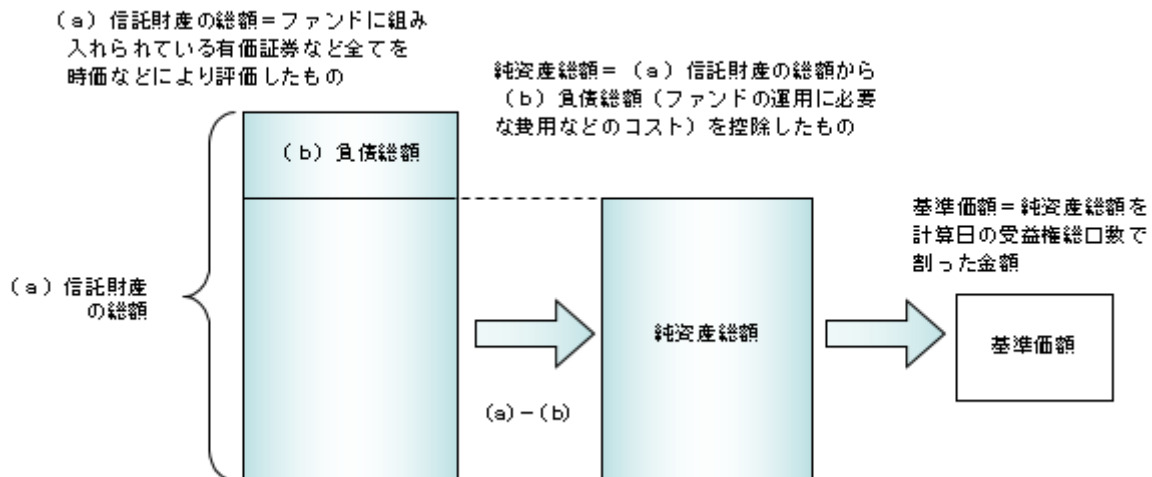 (a)信託財産の総額=ファンドに組み
入れられている有価証券など全てを
時価などにより評価したもの
純資産総額=(a)信託財産の総額から
(b)負債総額(ファンドの運用に必要
な費用などのコスト)を控除したもの
(b)負債総額
基準価額=純資産総額を
計算日の受益権総口数で
割った金額
(a)信託財産
の総額
純資産総額
基準価額
(a)-(b)